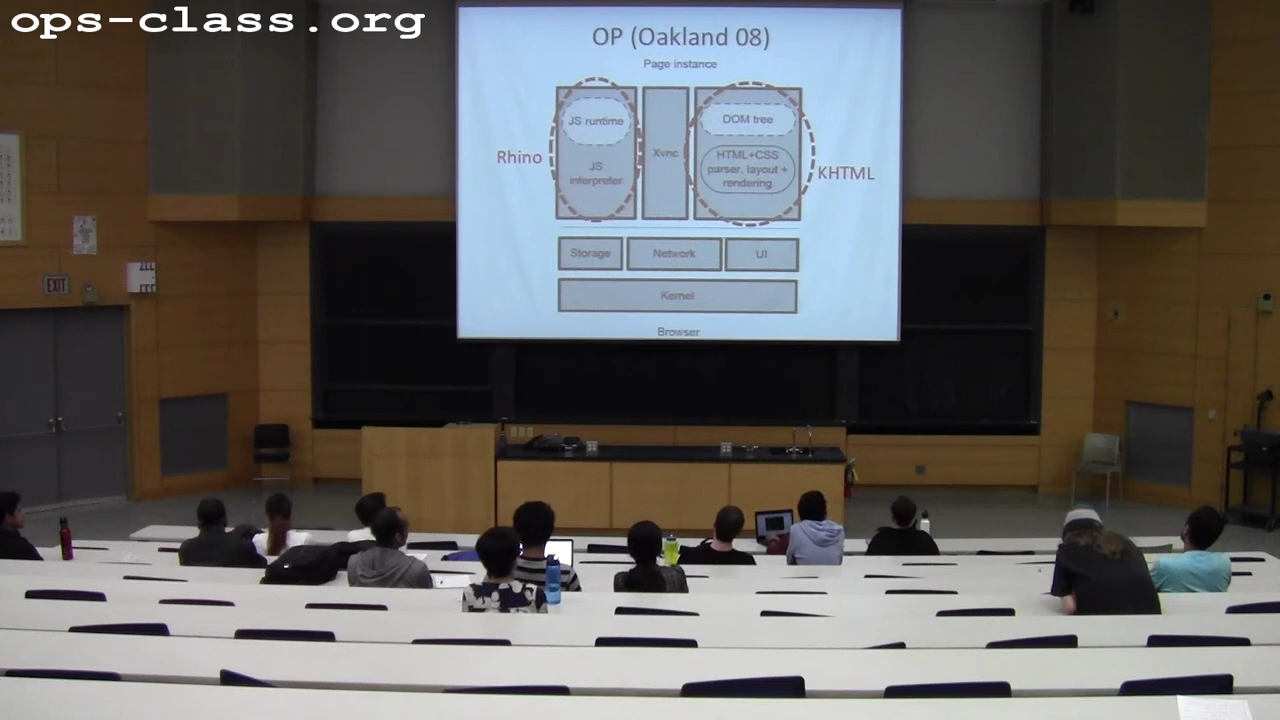 ops-class.org
OP (Oakland 08)
Page instance
JS runtime
JS
interpreter
Rhino
Xvnc
DOM tree
HTML+CSS
parser, layout +
rendering
KHTML
Storage
Network
UI
Kernel
Browser
EXIT